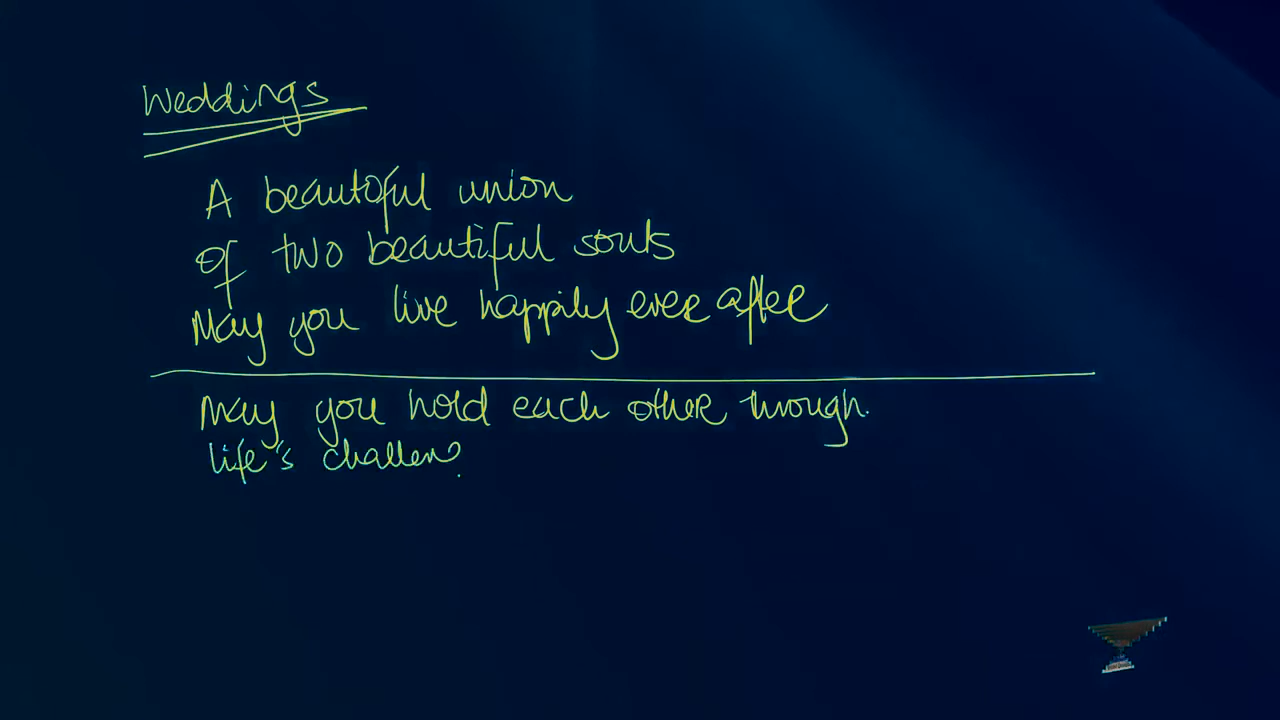 Weddings
A beautiful union
of two beautiful souls
May you live happily ever after
May you hold each other through
life's challen